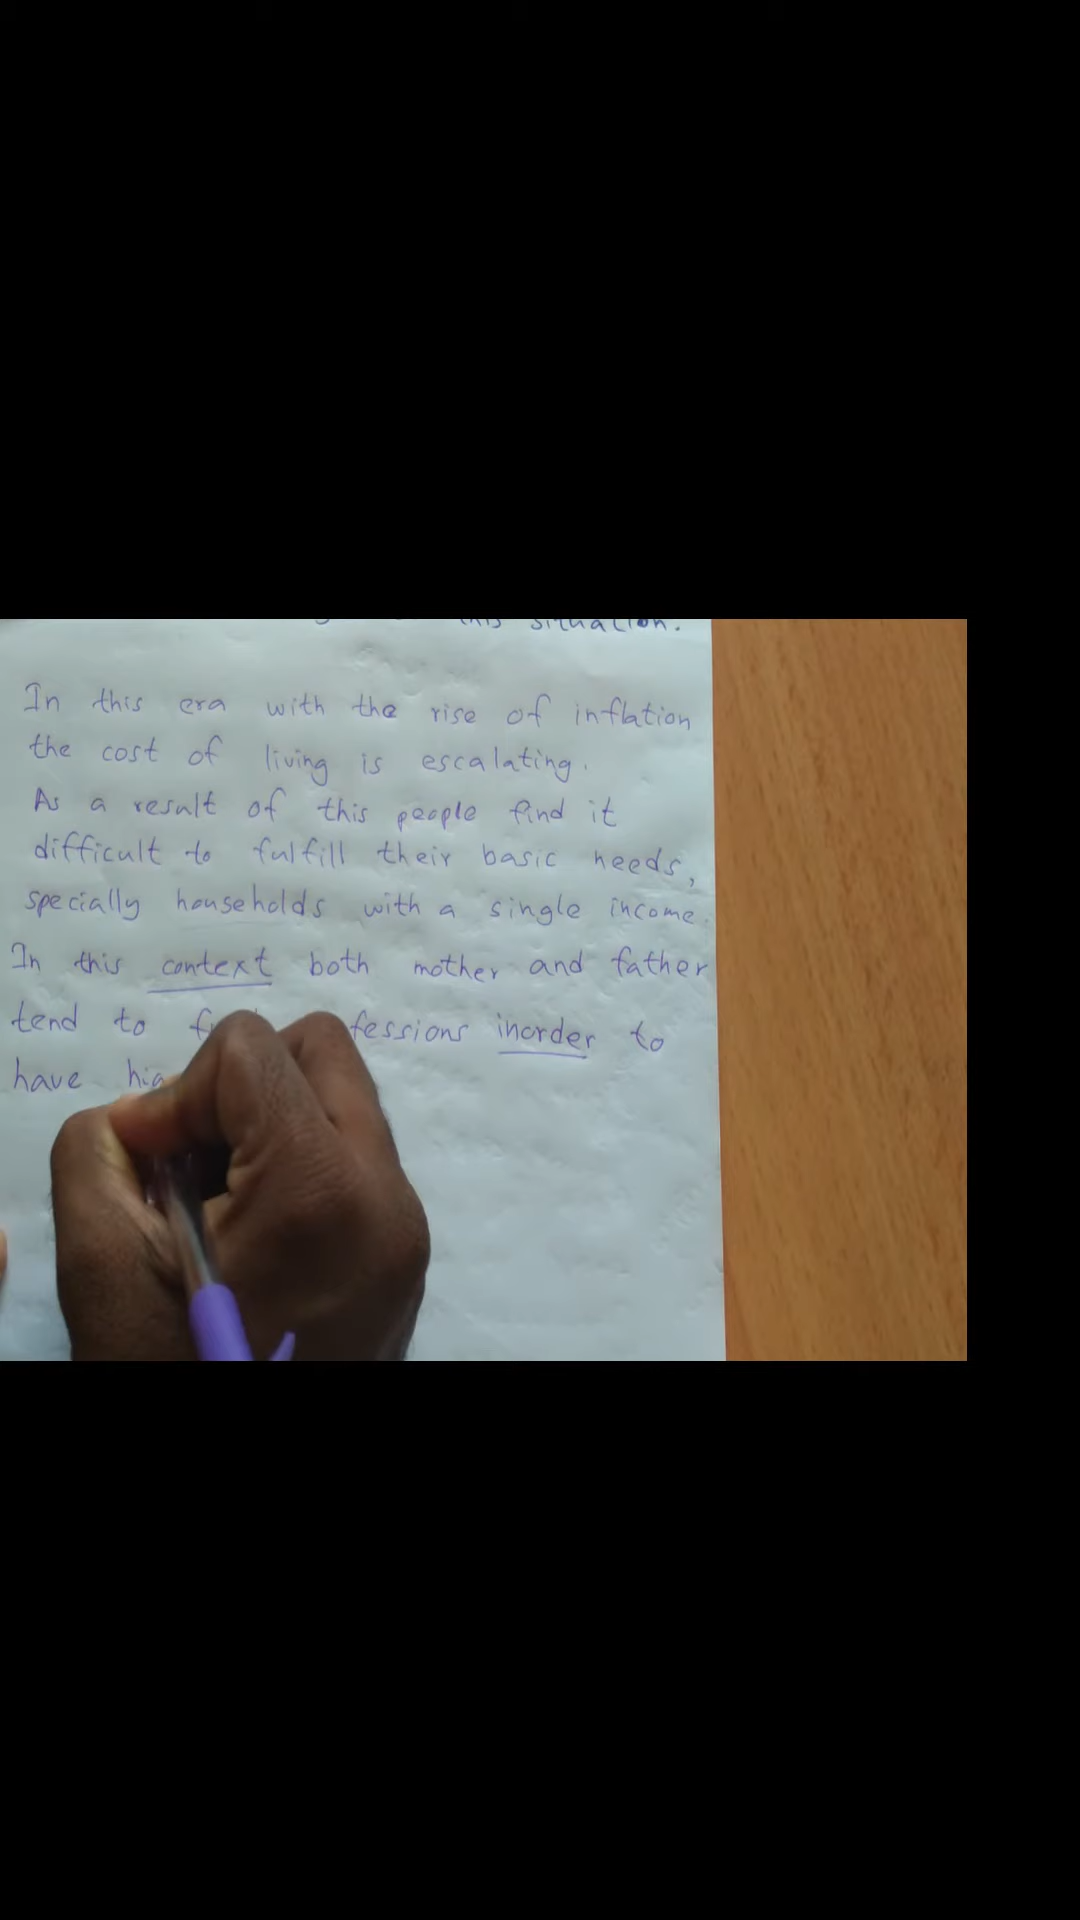 this situation.
In this era with the rise of inflation
the cost of living is escalating.
As a result of this people find it
difficult to fulfill their basic needs,
specially households with a single income.
In this context both mother and father
tend to fessions inorder to
have